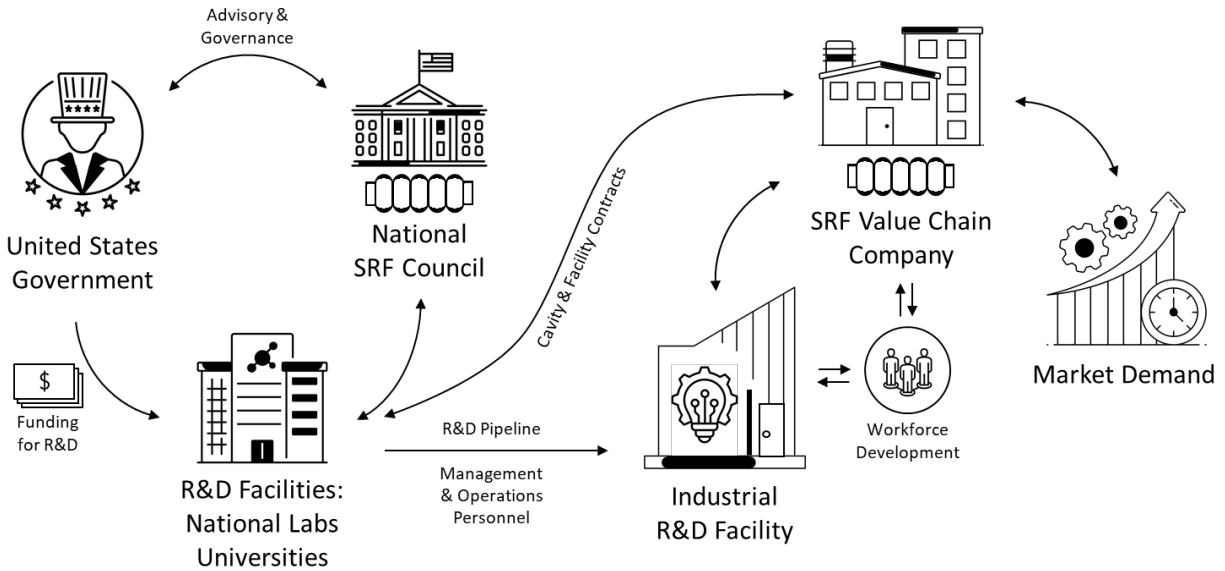 Advisory &
Governance
United States
Government
National
SRF Council
Cavity & Facility Contracts
SRF Value Chain
Company
Market Demand
$
Funding
for R&D
R&D Facilities:
National Labs
Universities
R&D Pipeline
Management
& Operations
Personnel
Industrial
R&D Facility
Workforce
Development